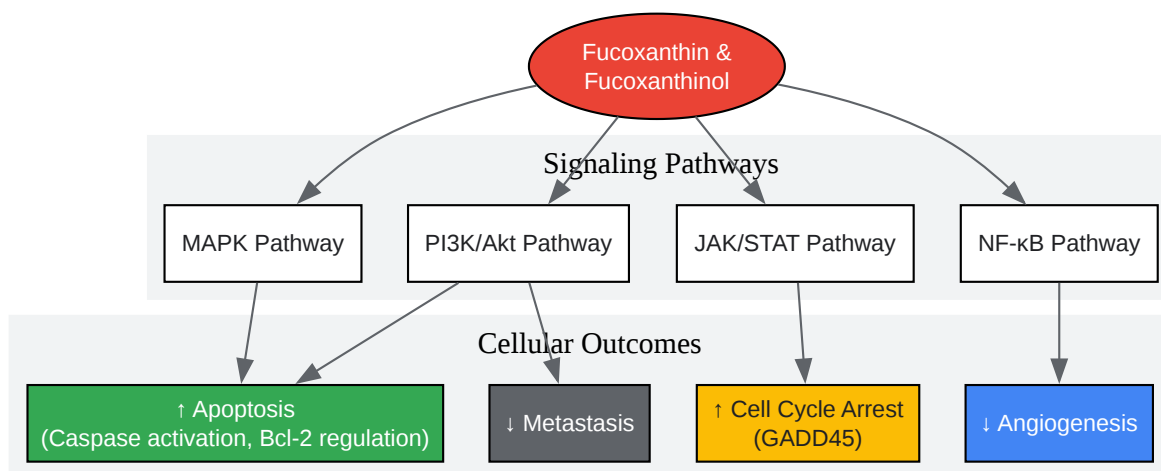 Fucoxanthin &
Fucoxanthinol
Signaling Pathways
MAPK Pathway
PI3K/Akt Pathway
JAK/STAT Pathway
NF-κB Pathway
Cellular Outcomes
↑ Apoptosis
(Caspase activation, Bcl-2 regulation)
↓ Metastasis
↑ Cell Cycle Arrest
(GADD45)
↓ Angiogenesis